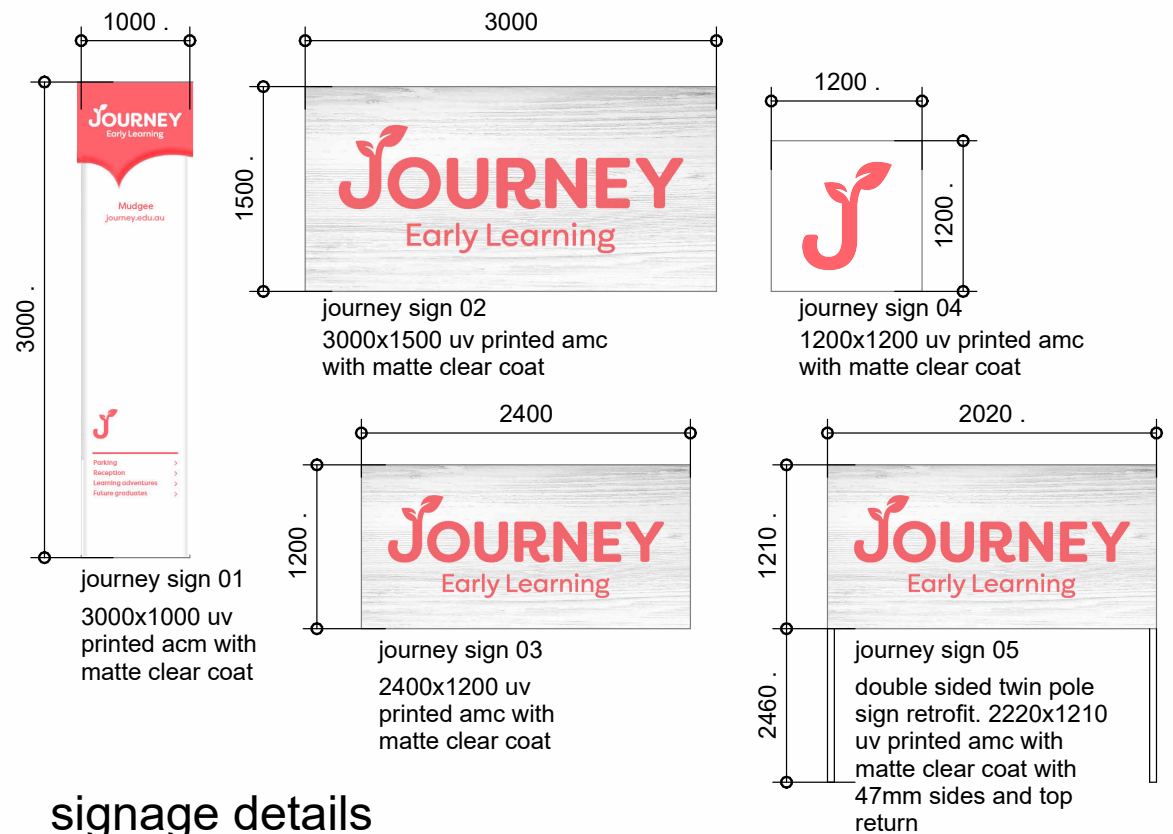 1000 .
3000 .
JOURNEY
Early Learning
Mudgee
journey.edu.au
J
Parking >
Reception >
Learning adventures >
Future graduates >
journey sign 01
3000x1000 uv
printed acm with
matte clear coat
3000
1500 .
JOURNEY
Early Learning
journey sign 02
3000x1500 uv printed amc
with matte clear coat
1200 .
1200 .
J
journey sign 04
1200x1200 uv printed amc
with matte clear coat
2400
1200 .
JOURNEY
Early Learning
journey sign 03
2400x1200 uv
printed amc with
matte clear coat
2020 .
1210 .
2460 .
JOURNEY
Early Learning
journey sign 05
double sided twin pole
sign retrofit. 2220x1210
uv printed amc with
matte clear coat with
47mm sides and top
return
signage details